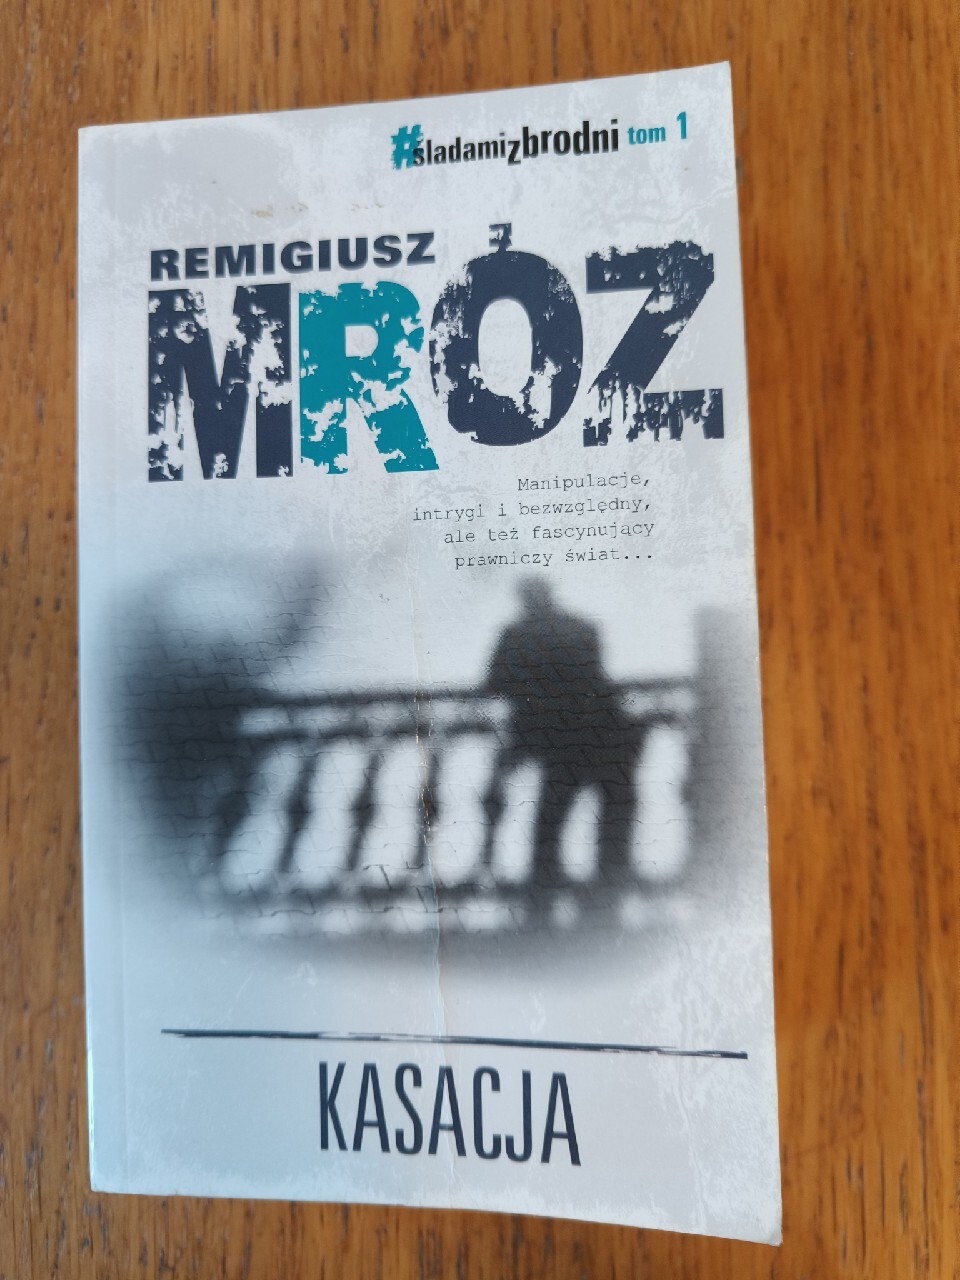 #śladamizbrodni tom 1
REMIGIUSZ
MRÓZ
Manipulacje,
intrygi i bezwzględny,
ale też fascynujący
prawniczy świat...
KASACJA